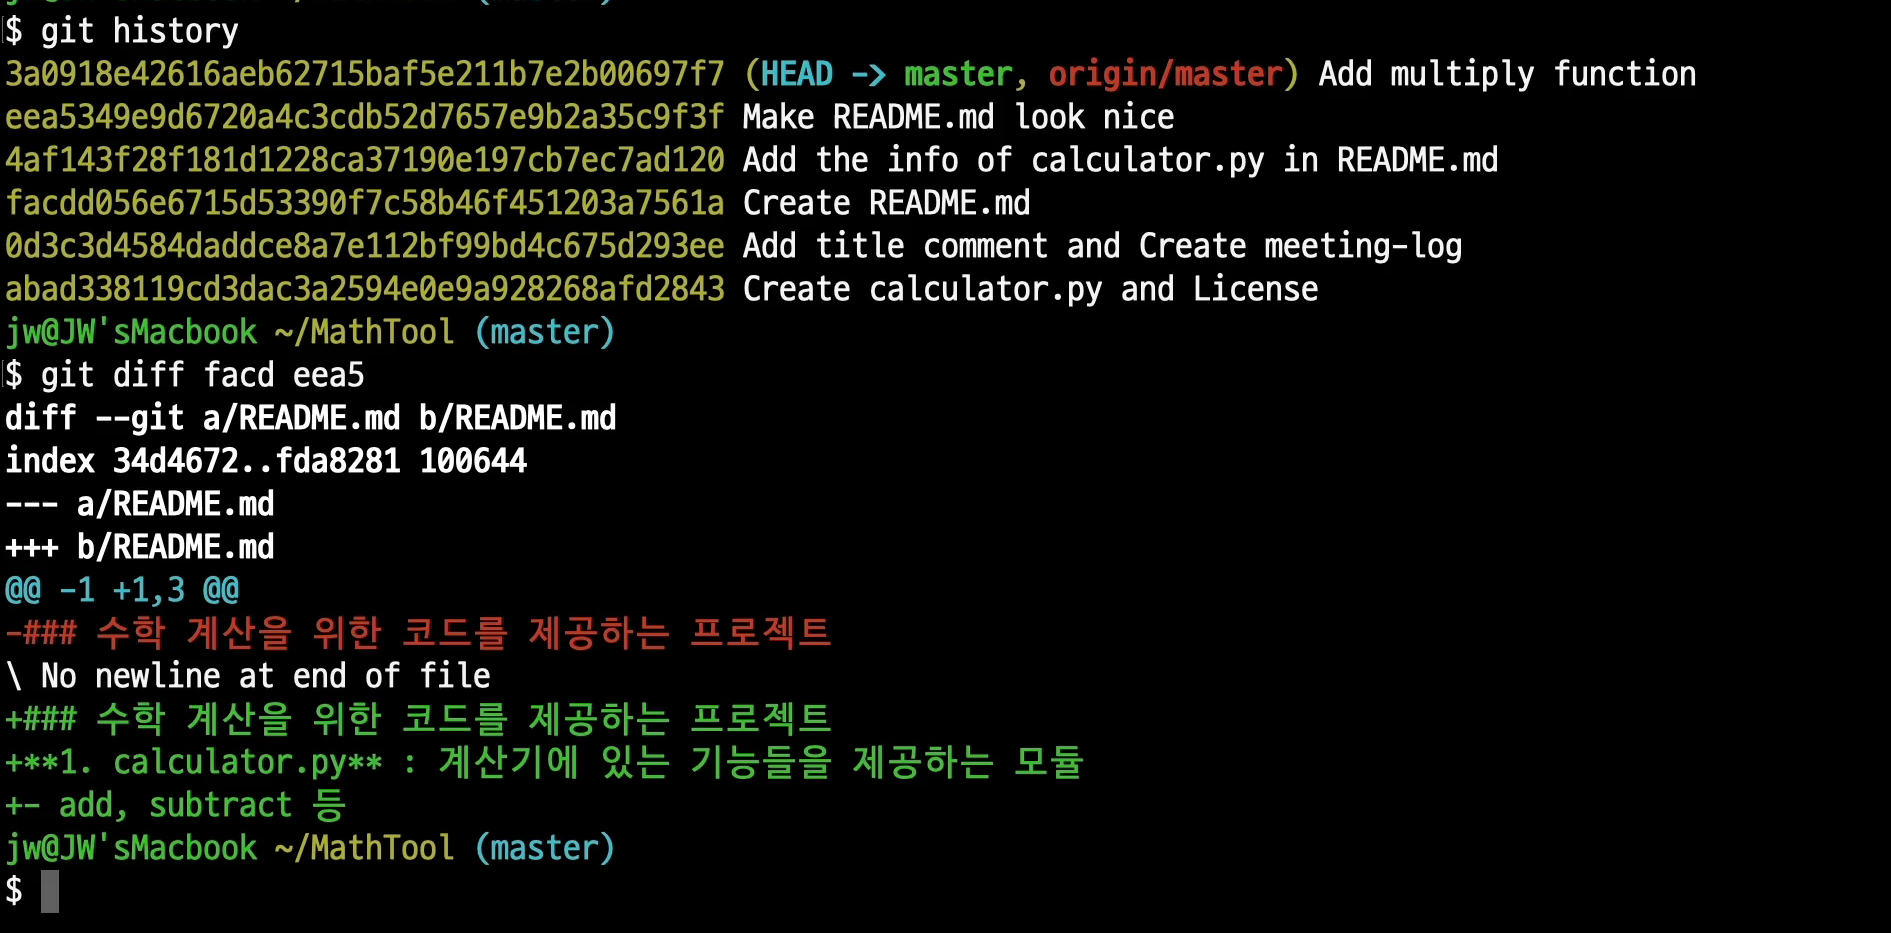 $ git history
3a0918e42616aeb62715baf5e211b7e2b00697f7 (HEAD -> master, origin/master) Add multiply function
eea5349e9d6720a4c3cdb52d7657e9b2a35c9f3f Make README.md look nice
4af143f28f181d1228ca37190e197cb7ec7ad120 Add the info of calculator.py in README.md
facdd056e6715d53390f7c58b46f451203a7561a Create README.md
0d3c3d4584daddce8a7e112bf99bd4c675d293ee Add title comment and Create meeting-log
abad338119cd3dac3a2594e0e9a928268afd2843 Create calculator.py and License
jw@JW'sMacbook ~/MathTool (master)
$ git diff facd eea5
diff --git a/README.md b/README.md
index 34d4672..fda8281 100644
--- a/README.md
+++ b/README.md
@@ -1 +1,3 @@
-### 수학 계산을 위한 코드를 제공하는 프로젝트
\ No newline at end of file
+### 수학 계산을 위한 코드를 제공하는 프로젝트
+**1. calculator.py** : 계산기에 있는 기능들을 제공하는 모듈
+- add, subtract 등
jw@JW'sMacbook ~/MathTool (master)
$